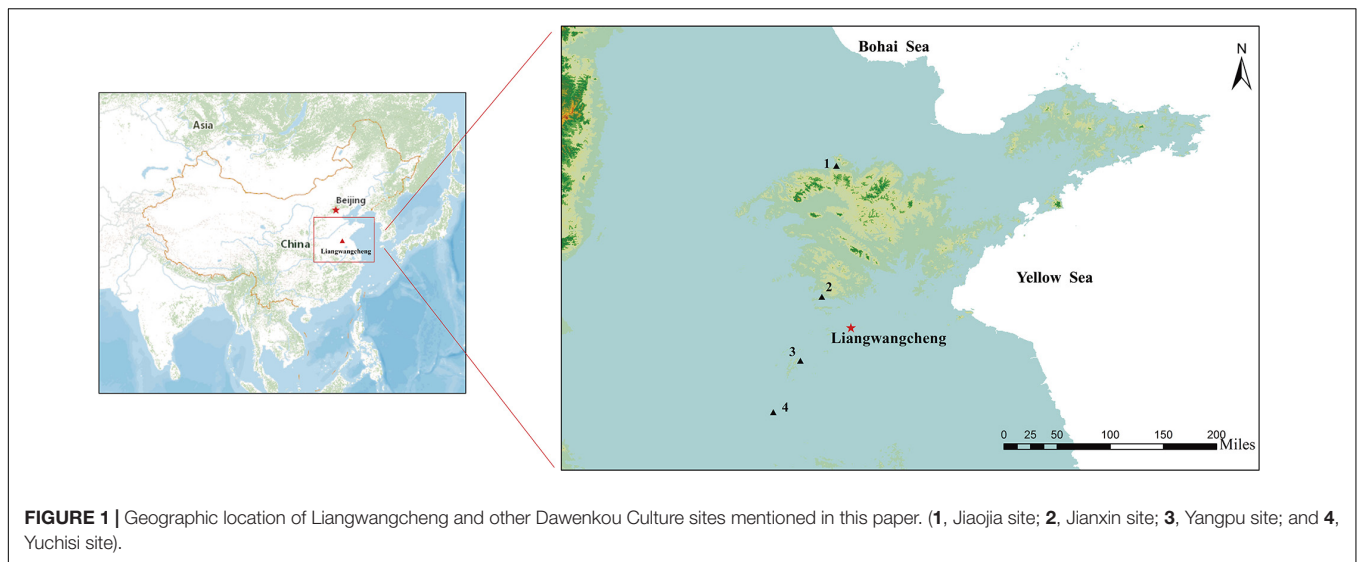 Asia
Beijing
China
Liangwangcheng
Bohai Sea
N
1
Yellow Sea
2
Liangwangcheng
3
4
0 25 50 100 150 200
Miles
FIGURE 1 | Geographic location of Liangwangcheng and other Dawenkou Culture sites mentioned in this paper. (1, Jiaojia site; 2, Jianxin site; 3, Yangpu site; and 4,
Yuchisi site).